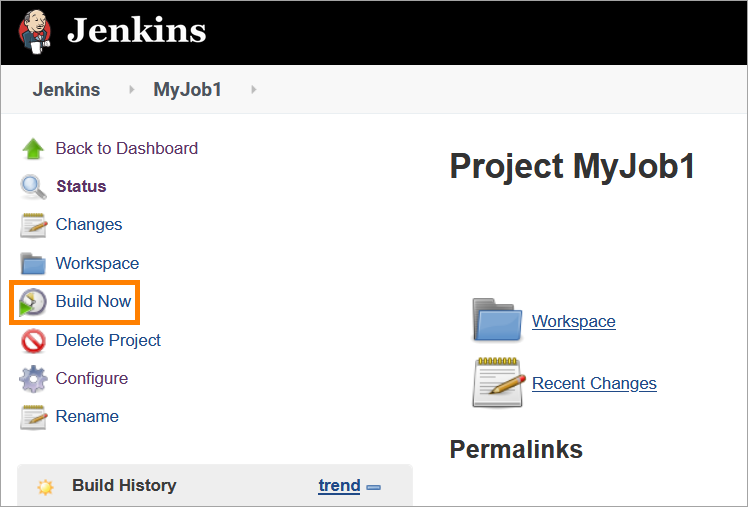 Jenkins
Jenkins MyJob1
Back to Dashboard
Status
Changes
Workspace
Build Now
Delete Project
Configure
Rename
Build History trend
Project MyJob1
Workspace
Recent Changes
Permalinks